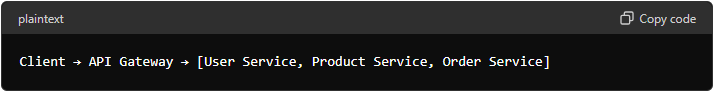 plaintext
Copy code
Client → API Gateway → [User Service, Product Service, Order Service]